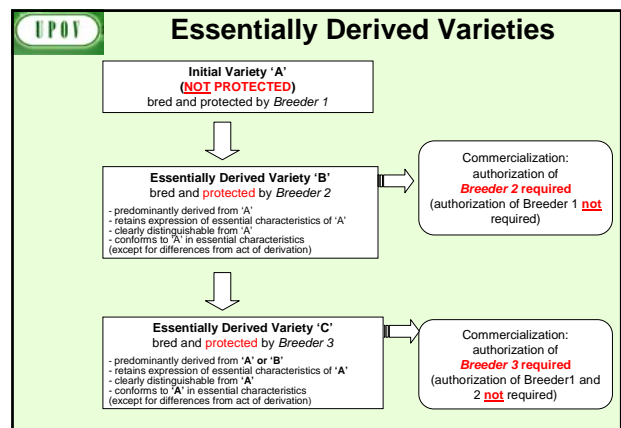 UPOV
Essentially Derived Varieties
Initial Variety ‘A’
(NOT PROTECTED)
bred and protected by Breeder 1
Essentially Derived Variety ‘B’
bred and protected by Breeder 2
- predominantly derived from ‘A’
- retains expression of essential characteristics of ‘A’
- clearly distinguishable from ‘A’
- conforms to ‘A’ in essential characteristics
(except for differences from act of derivation)
Commercialization:
authorization of
Breeder 2 required
(authorization of Breeder 1 not
required)
Essentially Derived Variety ‘C’
bred and protected by Breeder 3
- predominantly derived from ‘A’ or ‘B’
- retains expression of essential characteristics of ‘A’
- clearly distinguishable from ‘A’
- conforms to ‘A’ in essential characteristics
(except for differences from act of derivation)
Commercialization:
authorization of
Breeder 3 required
(authorization of Breeder1 and
2 not required)